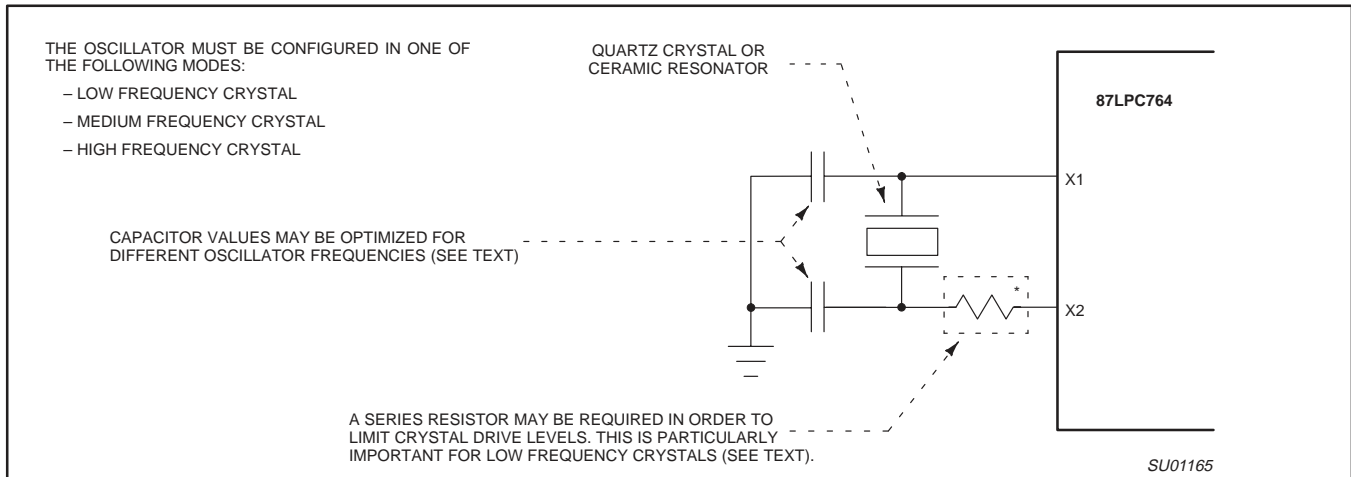 THE OSCILLATOR MUST BE CONFIGURED IN ONE OF
THE FOLLOWING MODES:
– LOW FREQUENCY CRYSTAL
– MEDIUM FREQUENCY CRYSTAL
– HIGH FREQUENCY CRYSTAL
QUARTZ CRYSTAL OR
CERAMIC RESONATOR
87LPC764
X1
CAPACITOR VALUES MAY BE OPTIMIZED FOR
DIFFERENT OSCILLATOR FREQUENCIES (SEE TEXT)
*
X2
A SERIES RESISTOR MAY BE REQUIRED IN ORDER TO
LIMIT CRYSTAL DRIVE LEVELS. THIS IS PARTICULARLY
IMPORTANT FOR LOW FREQUENCY CRYSTALS (SEE TEXT).
SU01165